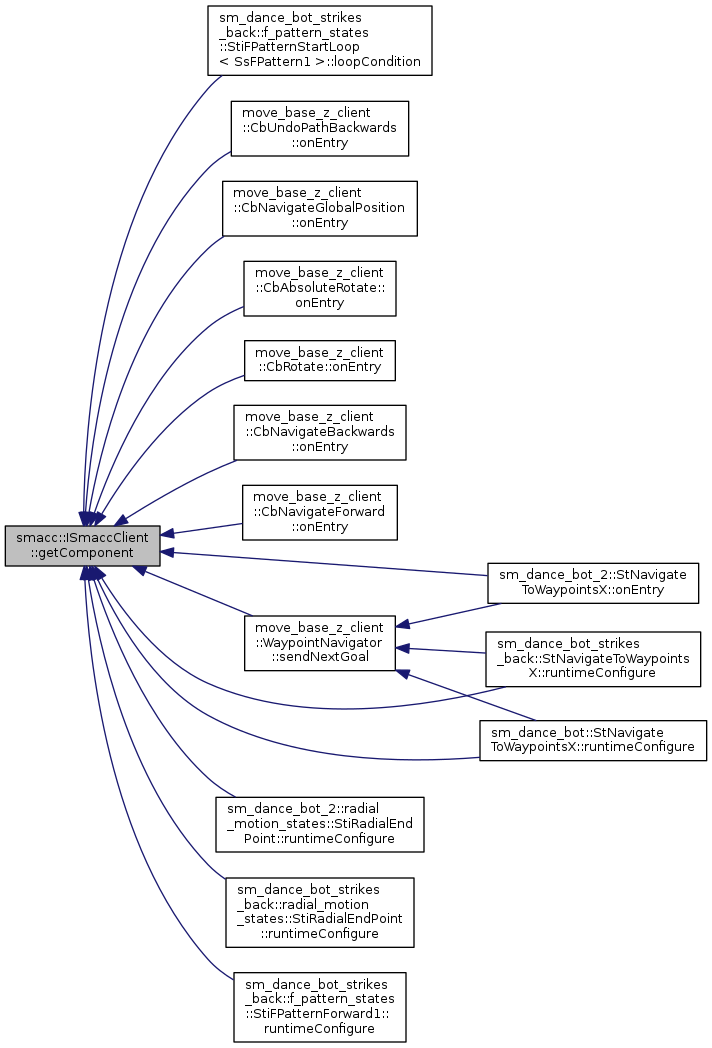 sm_dance_bot_strikes
_back::f_pattern_states
::StiFPatternStartLoop
< SsFPattern1 >::loopCondition
move_base_z_client
::CbUndoPathBackwards
::onEntry
move_base_z_client
::CbNavigateGlobalPosition
::onEntry
move_base_z_client
::CbAbsoluteRotate::
onEntry
move_base_z_client
::CbRotate::onEntry
move_base_z_client
::CbNavigateBackwards
::onEntry
move_base_z_client
::CbNavigateForward
::onEntry
smacc::ISmaccClient
::getComponent
sm_dance_bot_2::StNavigate
ToWaypointsX::onEntry
move_base_z_client
::WaypointNavigator
::sendNextGoal
sm_dance_bot_strikes
_back::StNavigateToWaypoints
X::runtimeConfigure
sm_dance_bot::StNavigate
ToWaypointsX::runtimeConfigure
sm_dance_bot_2::radial
_motion_states::StiRadialEnd
Point::runtimeConfigure
sm_dance_bot_strikes
_back::radial_motion
_states::StiRadialEndPoint
::runtimeConfigure
sm_dance_bot_strikes
_back::f_pattern_states
::StiFPatternForward1::
runtimeConfigure